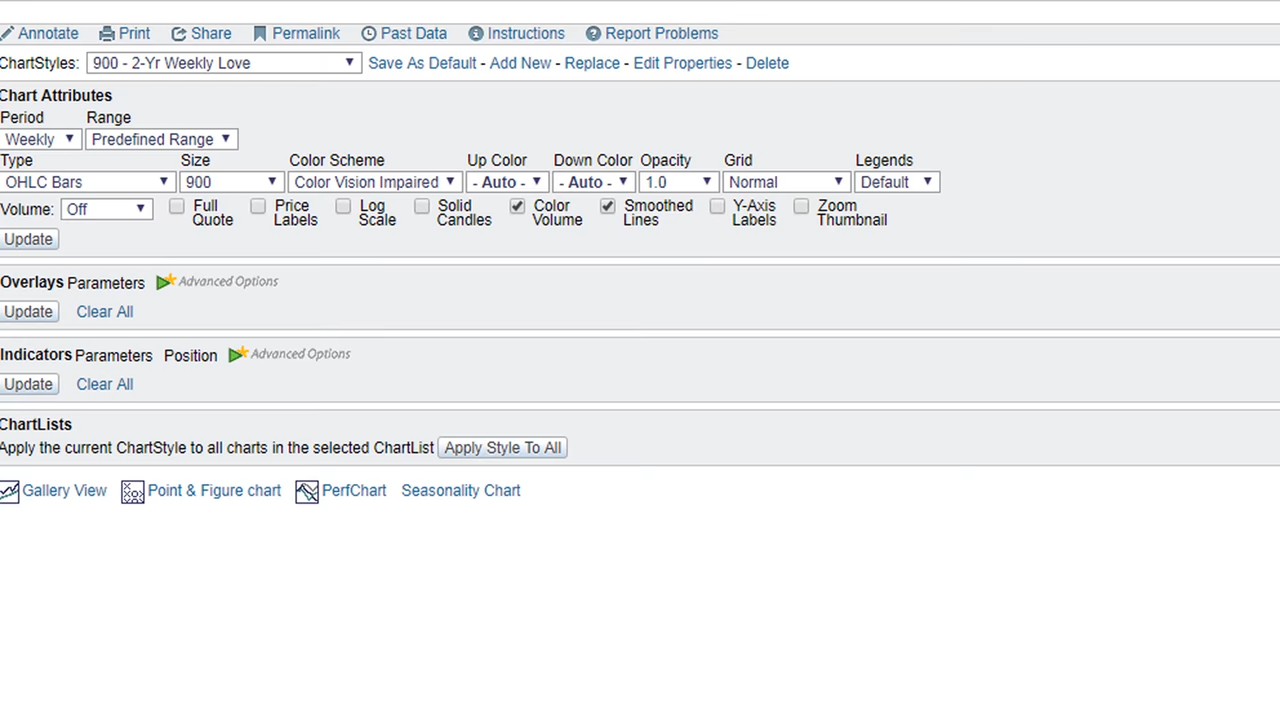 Annotate Print Share Permalink Past Data Instructions Report Problems
ChartStyles: 900 - 2-Yr Weekly Love Save As Default - Add New - Replace - Edit Properties - Delete
Chart Attributes
Period Range
Weekly Predefined Range
Type Size Color Scheme Up Color Down Color Opacity Grid Legends
OHLC Bars 900 Color Vision Impaired - Auto - - Auto - 1.0 Normal Default
Volume: Off Full Quote Price Labels Log Scale Solid Candles Color Volume Smoothed Lines Y-Axis Labels Zoom Thumbnail
Update
Overlays Parameters Advanced Options
Update Clear All
Indicators Parameters Position Advanced Options
Update Clear All
ChartLists
Apply the current ChartStyle to all charts in the selected ChartList Apply Style To All
Gallery View Point & Figure chart PerfChart Seasonality Chart